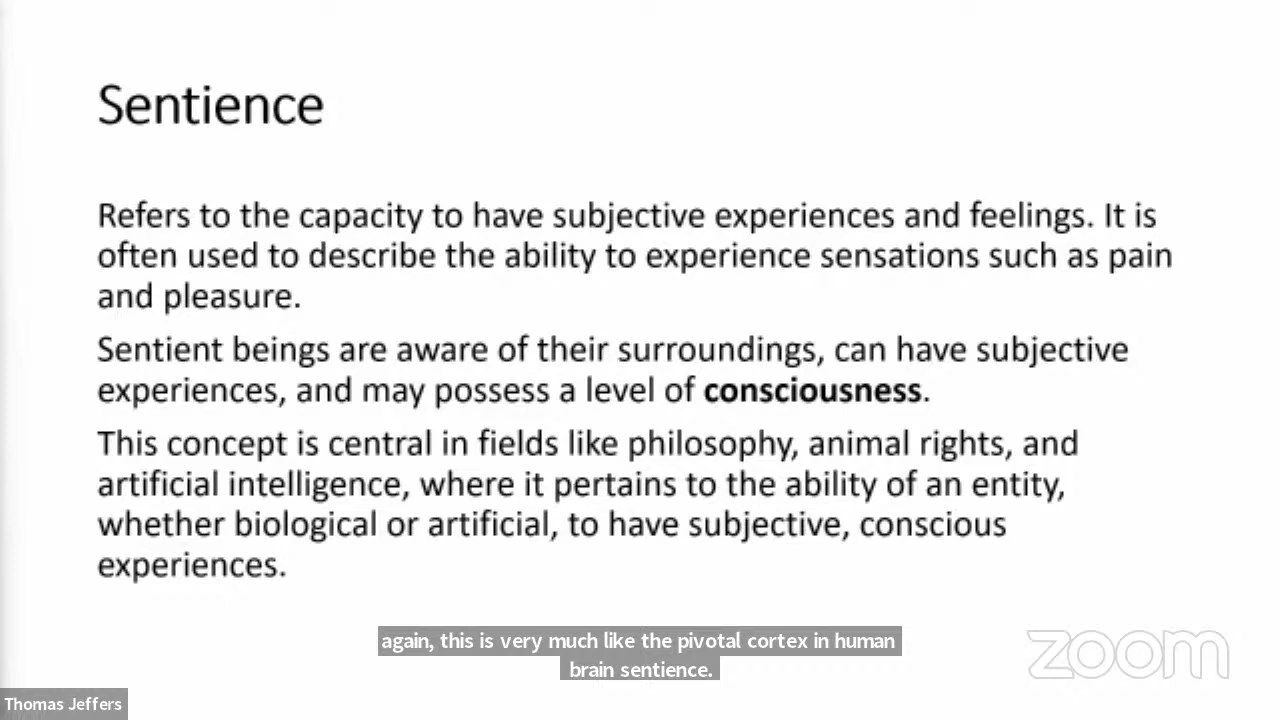 Sentience
Refers to the capacity to have subjective experiences and feelings. It is
often used to describe the ability to experience sensations such as pain
and pleasure.
Sentient beings are aware of their surroundings, can have subjective
experiences, and may possess a level of consciousness.
This concept is central in fields like philosophy, animal rights, and
artificial intelligence, where it pertains to the ability of an entity,
whether biological or artificial, to have subjective, conscious
experiences.
again, this is very much like the pivotal cortex in human
brain sentience.
zoom
Thomas Jeffers